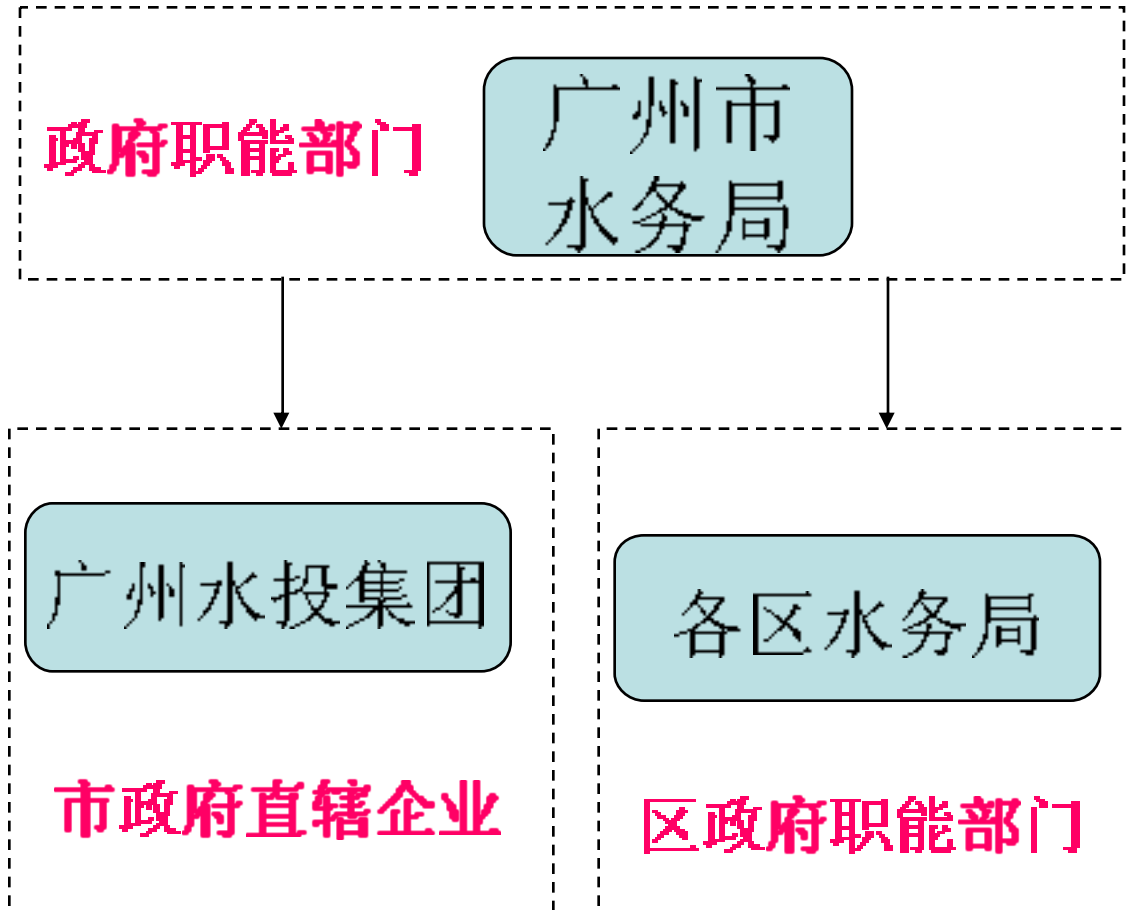 政府职能部门
广州市
水务局
广州水投集团
各区水务局
市政府直辖企业
区政府职能部门